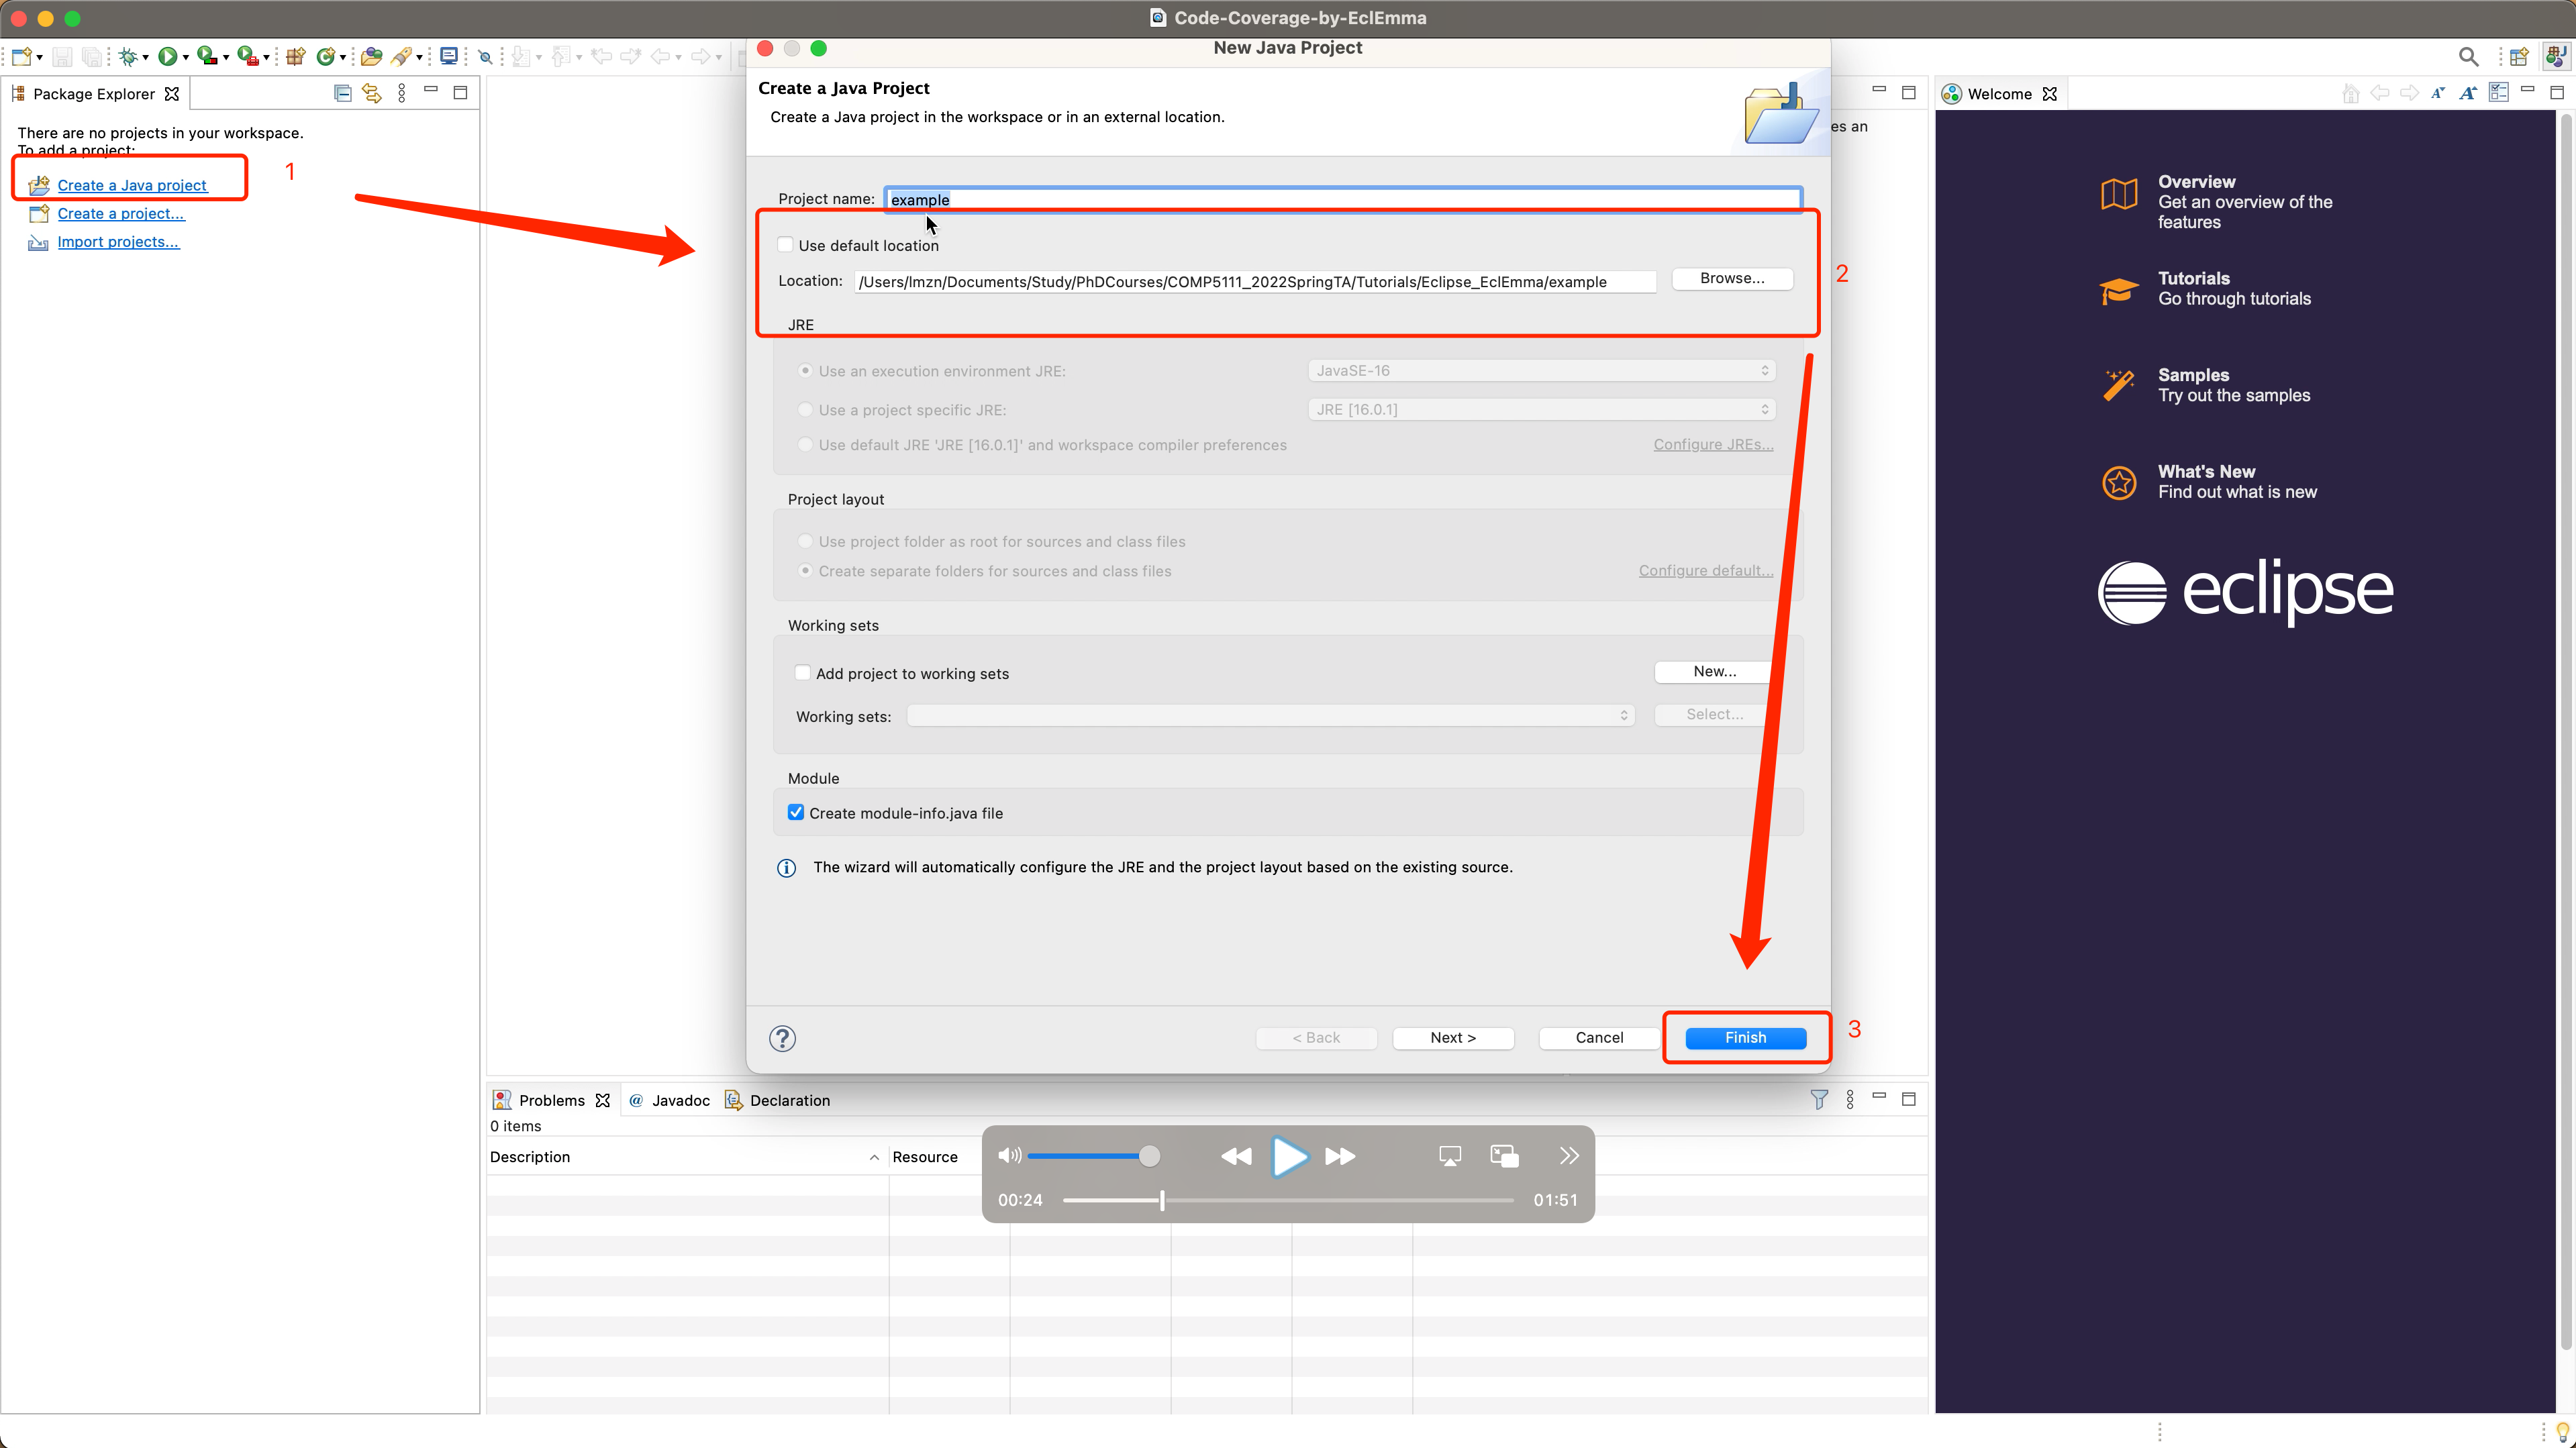 Code-Coverage-by-EclEmma
New Java Project
Package Explorer
There are no projects in your workspace.
To add a project:
Create a Java project
Create a project...
Import projects...
1
Create a Java Project
Create a Java project in the workspace or in an external location.
Project name: example
Use default location
Location: /Users/lmzn/Documents/Study/PhDCourses/COMP5111_2022SpringTA/Tutorials/Eclipse_EclEmma/example Browse...
2
JRE
Use an execution environment JRE: JavaSE-16
Use a project specific JRE: JRE [16.0.1]
Use default JRE 'JRE [16.0.1]' and workspace compiler preferences Configure JREs...
Project layout
Use project folder as root for sources and class files
Create separate folders for sources and class files Configure default...
Working sets
Add project to working sets New...
Working sets: Select...
Module
Create module-info.java file
The wizard will automatically configure the JRE and the project layout based on the existing source.
? < Back Next > Cancel Finish
3
es an
Welcome
Overview
Get an overview of the
features
Tutorials
Go through tutorials
Samples
Try out the samples
What's New
Find out what is new
eclipse
Problems @ Javadoc Declaration
0 items
Description Resource
00:24 01:51